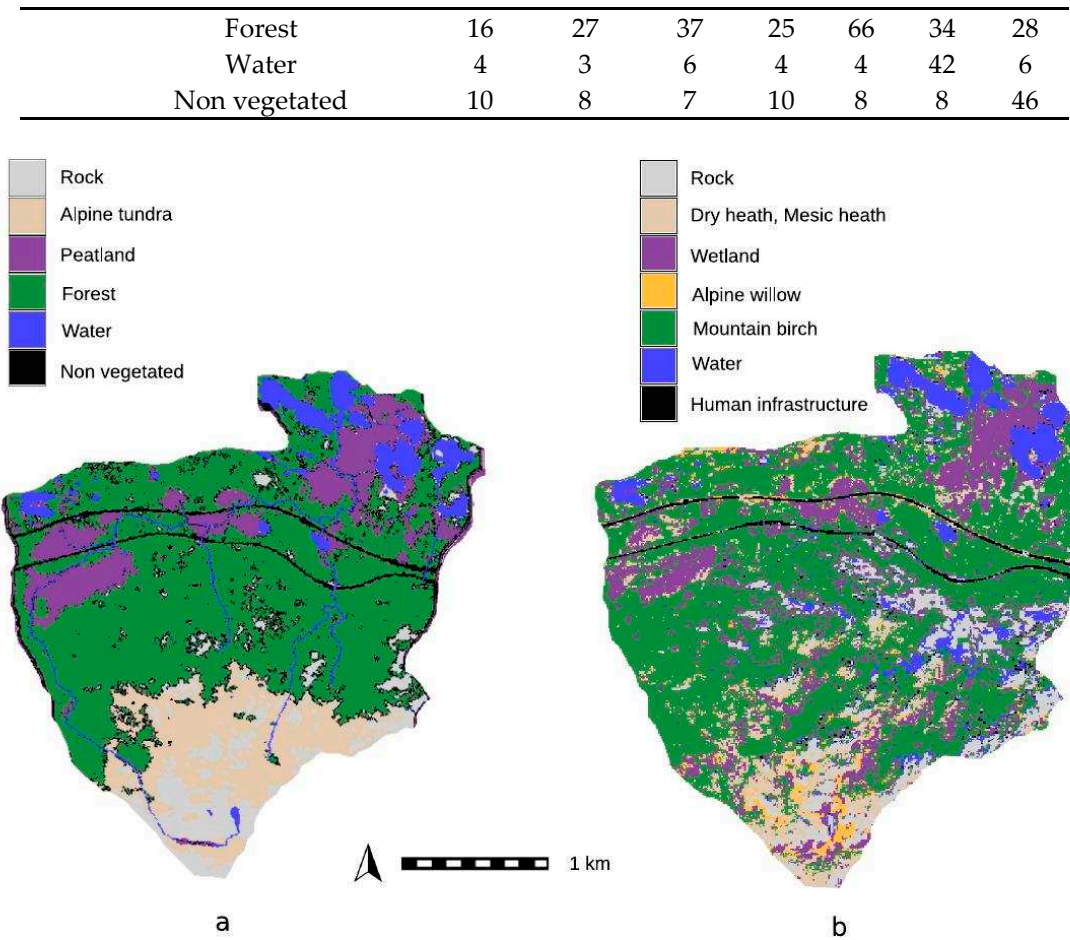 Forest 16 27 37 25 66 34 28
Water 4 3 6 4 4 42 6
Non vegetated 10 8 7 10 8 8 46
Rock
Alpine tundra
Peatland
Forest
Water
Non vegetated
Rock
Dry heath, Mesic heath
Wetland
Alpine willow
Mountain birch
Water
Human infrastructure
1 km
a
b